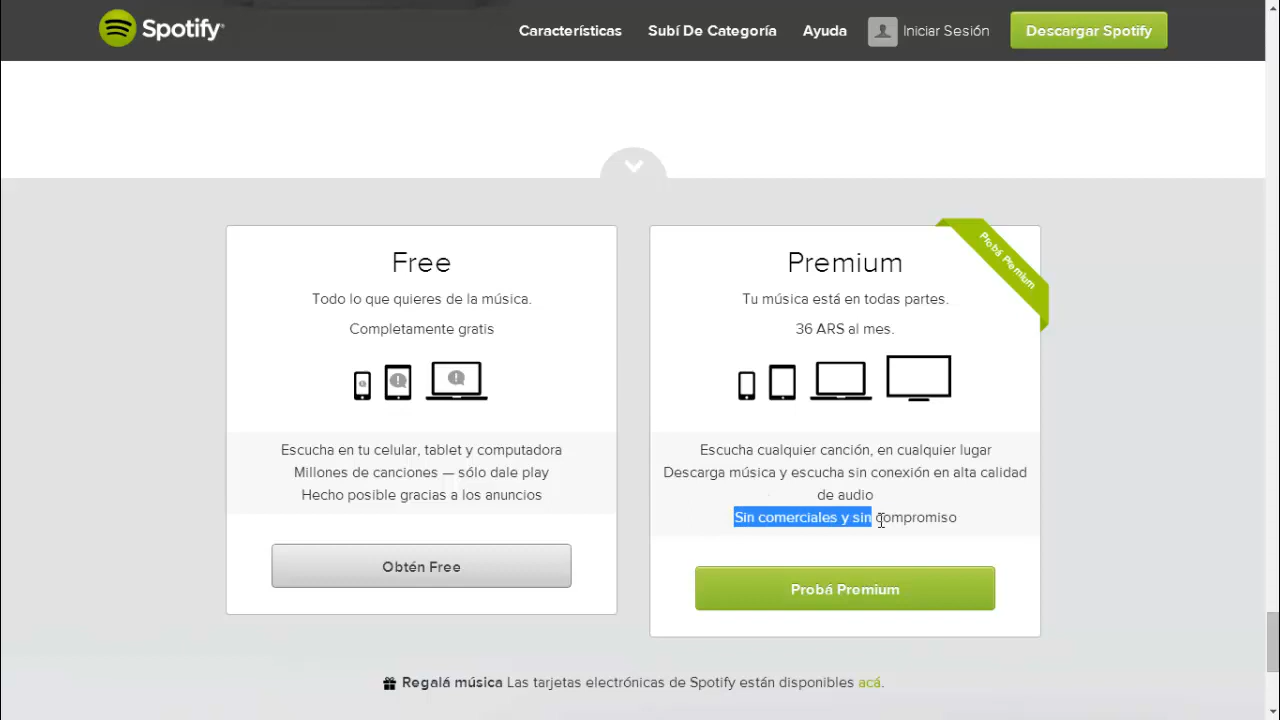 Spotify
Características
Subí De Categoría
Ayuda
Iniciar Sesión
Descargar Spotify
Free
Todo lo que quieres de la música.
Completamente gratis
Escucha en tu celular, tablet y computadora
Millones de canciones — sólo dale play
Hecho posible gracias a los anuncios
Obtén Free
Probá Premium
Premium
Tu música está en todas partes.
36 ARS al mes.
Escucha cualquier canción, en cualquier lugar
Descarga música y escucha sin conexión en alta calidad
de audio
Sin comerciales y sin compromiso
Probá Premium
Regalá música Las tarjetas electrónicas de Spotify están disponibles acá.